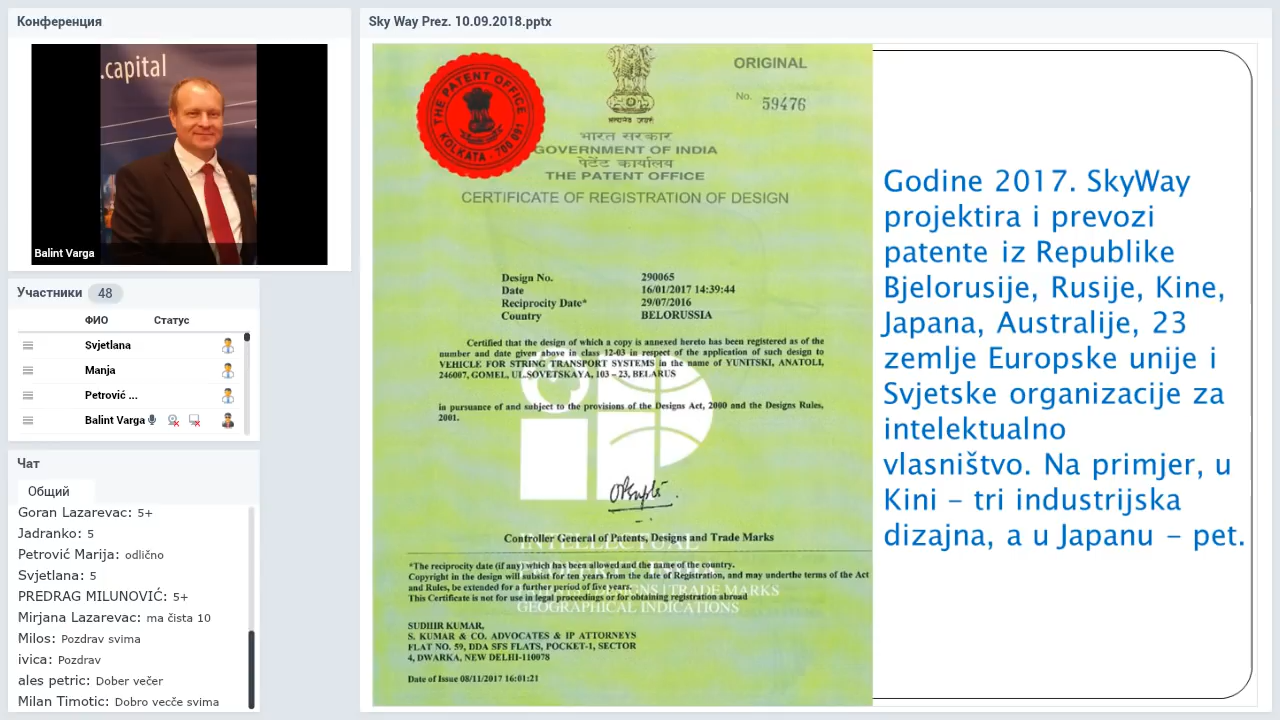 Конференция
.capital
Balint Varga
Участники 48
ФИО Статус
Svjetlana
Manja
Petrović ...
Balint Varga
Чат
Общий
Goran Lazarevac: 5+
Jadranko: 5
Petrović Marija: odlično
Svjetlana: 5
PREDRAG MILUNOVIĆ: 5+
Mirjana Lazarevac: ma čista 10
Milos: Pozdrav svima
ivica: Pozdrav
ales petric: Dober večer
Milan Timotic: Dobro vecče svima
Sky Way Prez. 10.09.2018.pptx
THE PATENT OFFICE
KOLKATA - 700 091
ORIGINAL
No. 59476
सत्यमेव जयते
भारत सरकार
GOVERNMENT OF INDIA
पेटेंट कार्यालय
THE PATENT OFFICE
CERTIFICATE OF REGISTRATION OF DESIGN
Design No. 290065
Date 16/01/2017 14:39:44
Reciprocity Date* 29/07/2016
Country BELORUSSIA
Certified that the design of which a copy is annexed hereto has been registered as of the
number and date given above in class 12-03 in respect of the application of such design to
VEHICLE FOR STRING TRANSPORT SYSTEMS in the name of YUNITSKI, ANATOLI,
246007, GOMEL, UL.SOVETSKAYA, 103 – 23, BELARUS
in pursuance of and subject to the provisions of the Designs Act, 2000 and the Designs Rules,
2001.
Controller General of Patents, Designs and Trade Marks
INTELLECTUAL
*The reciprocity date (if any) which has been allowed and the name of the country.
Copyright in the design will subsist for ten years from the date of Registration, and may underthe terms of the Act
and Rules, be extended for a further period of five years.
This Certificate is not for use in legal proceedings or for obtaining registration abroad
DESIGNS | TRADE MARKS
GEOGRAPHICAL INDICATIONS
SUDHIR KUMAR,
S. KUMAR & CO. ADVOCATES & IP ATTORNEYS
FLAT NO. 59, DDA SFS FLATS, POCKET-1, SECTOR
4, DWARKA, NEW DELHI-110078
Date of Issue 08/11/2017 16:01:21
Godine 2017. SkyWay
projektira i prevozi
patente iz Republike
Bjelorusije, Rusije, Kine,
Japana, Australije, 23
zemlje Europske unije i
Svjetske organizacije za
intelektualno
vlasništvo. Na primjer, u
Kini – tri industrijska
dizajna, a u Japanu – pet.